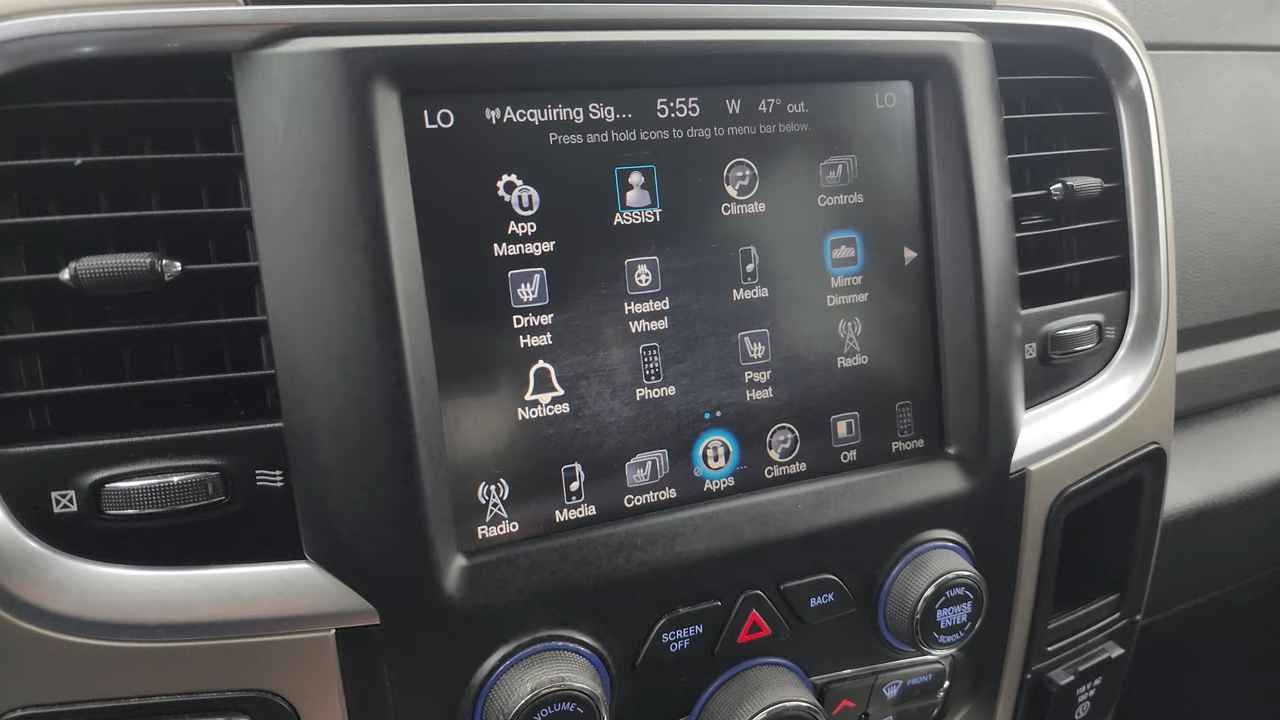 LO Acquiring Sig... 5:55 W 47° out. LO
Press and hold icons to drag to menu bar below.
App
Manager
ASSIST
Climate
Controls
Driver
Heat
Heated
Wheel
Media
Mirror
Dimmer
Notices
Phone
Psgr
Heat
Radio
Radio
Media
Controls
Apps
Climate
Off
Phone
SCREEN
OFF
BACK
TUNE
BROWSE
ENTER
SCROLL
VOLUME
FRONT